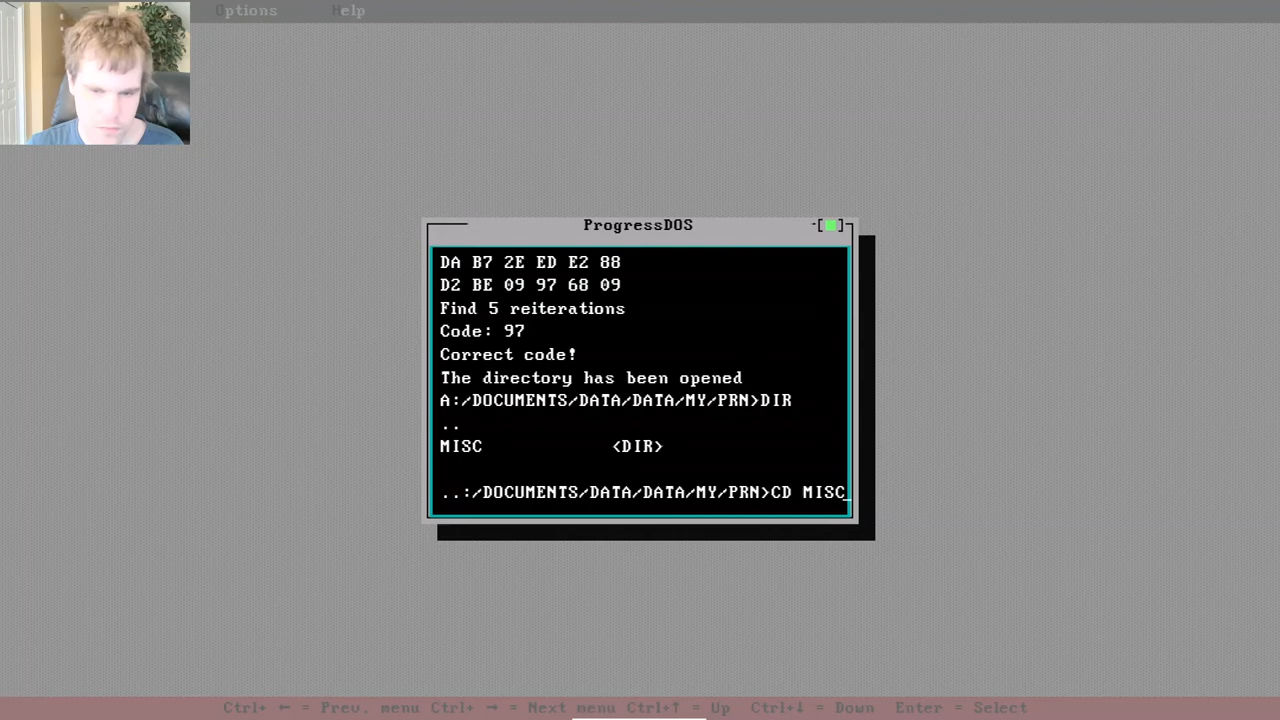 Options Help
ProgressDOS
DA B7 2E ED E2 88
D2 BE 09 97 68 09
Find 5 reiterations
Code: 97
Correct code!
The directory has been opened
A:/DOCUMENTS/DATA/DATA/MY/PRN>DIR
..
MISC <DIR>
..:/DOCUMENTS/DATA/DATA/MY/PRN>CD MISC_
Ctrl+ ← = Prev. menu Ctrl+ → = Next menu Ctrl+↑ = Up Ctrl+↓ = Down Enter = Select